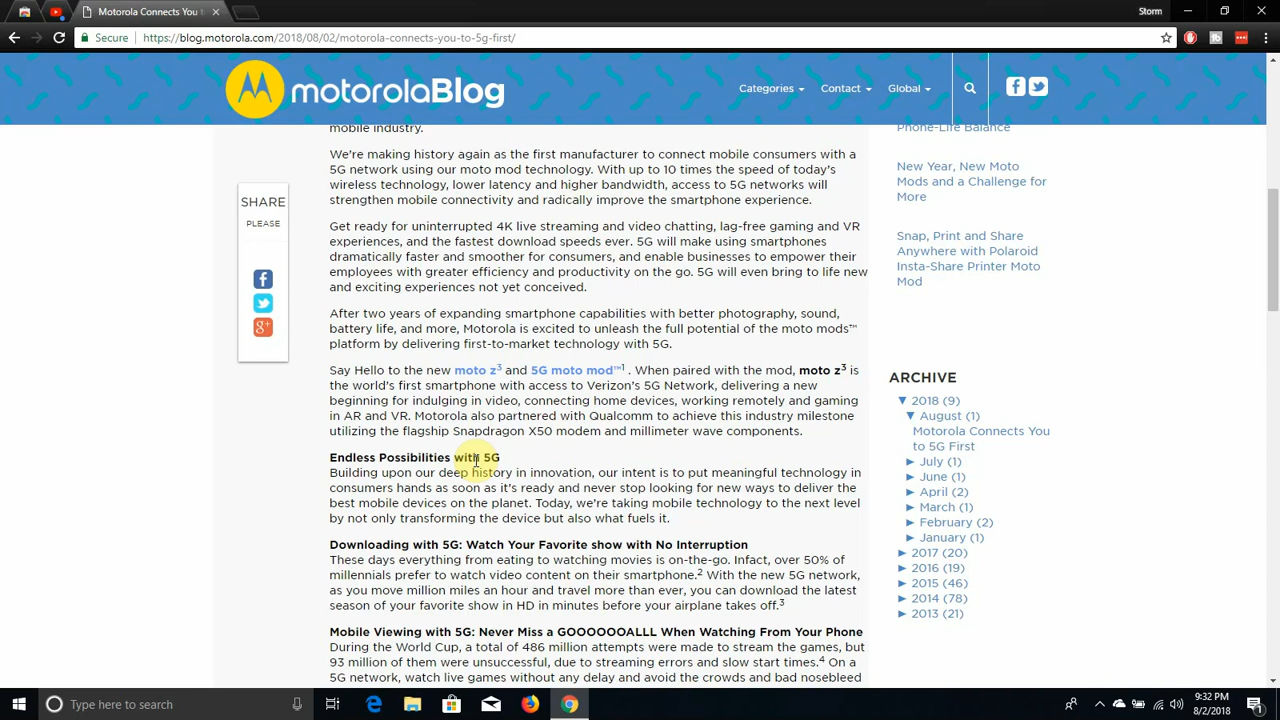 Motorola Connects You t
Storm
Secure
https://blog.motorola.com/2018/08/02/motorola-connects-you-to-5g-first/
motorolaBlog
Categories
Contact
Global
mobile industry.
We're making history again as the first manufacturer to connect mobile consumers with a
5G network using our moto mod technology. With up to 10 times the speed of today's
wireless technology, lower latency and higher bandwidth, access to 5G networks will
strengthen mobile connectivity and radically improve the smartphone experience.
Get ready for uninterrupted 4K live streaming and video chatting, lag-free gaming and VR
experiences, and the fastest download speeds ever. 5G will make using smartphones
dramatically faster and smoother for consumers, and enable businesses to empower their
employees with greater efficiency and productivity on the go. 5G will even bring to life new
and exciting experiences not yet conceived.
After two years of expanding smartphone capabilities with better photography, sound,
battery life, and more, Motorola is excited to unleash the full potential of the moto mods™
platform by delivering first-to-market technology with 5G.
Say Hello to the new moto z³ and 5G moto mod™¹ . When paired with the mod, moto z³ is
the world's first smartphone with access to Verizon's 5G Network, delivering a new
beginning for indulging in video, connecting home devices, working remotely and gaming
in AR and VR. Motorola also partnered with Qualcomm to achieve this industry milestone
utilizing the flagship Snapdragon X50 modem and millimeter wave components.
Endless Possibilities with 5G
Building upon our deep history in innovation, our intent is to put meaningful technology in
consumers hands as soon as it's ready and never stop looking for new ways to deliver the
best mobile devices on the planet. Today, we're taking mobile technology to the next level
by not only transforming the device but also what fuels it.
Downloading with 5G: Watch Your Favorite show with No Interruption
These days everything from eating to watching movies is on-the-go. Infact, over 50% of
millennials prefer to watch video content on their smartphone.² With the new 5G network,
as you move million miles an hour and travel more than ever, you can download the latest
season of your favorite show in HD in minutes before your airplane takes off.³
Mobile Viewing with 5G: Never Miss a GOOOOOOALLL When Watching From Your Phone
During the World Cup, a total of 486 million attempts were made to stream the games, but
93 million of them were unsuccessful, due to streaming errors and slow start times.⁴ On a
5G network, watch live games without any delay and avoid the crowds and bad nosebleed
SHARE
PLEASE
Phone-Life Balance
New Year, New Moto
Mods and a Challenge for
More
Snap, Print and Share
Anywhere with Polaroid
Insta-Share Printer Moto
Mod
ARCHIVE
▼ 2018 (9)
▼ August (1)
Motorola Connects You
to 5G First
► July (1)
► June (1)
► April (2)
► March (1)
► February (2)
► January (1)
► 2017 (20)
► 2016 (19)
► 2015 (46)
► 2014 (78)
► 2013 (21)
Type here to search
9:32 PM
8/2/2018